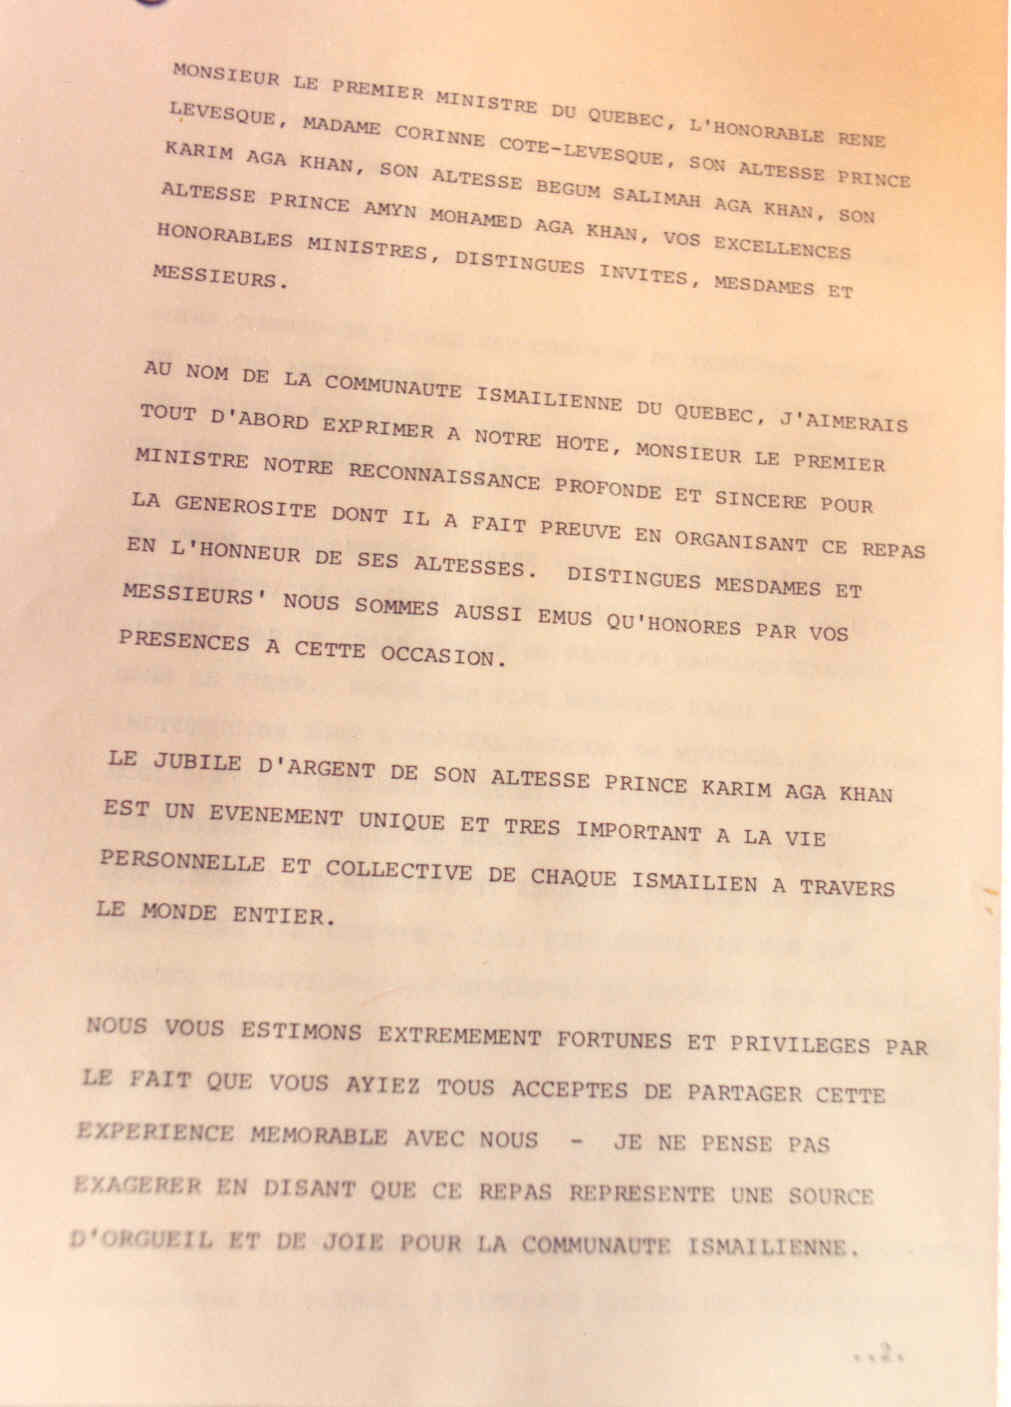 MONSIEUR LE PREMIER MINISTRE DU QUEBEC, L'HONORABLE RENE
LEVESQUE, MADAME CORINNE COTE-LEVESQUE, SON ALTESSE PRINCE
KARIM AGA KHAN, SON ALTESSE BEGUM SALIMAH AGA KHAN, SON
ALTESSE PRINCE AMYN MOHAMED AGA KHAN, VOS EXCELLENCES
HONORABLES MINISTRES, DISTINGUES INVITES, MESDAMES ET
MESSIEURS.
AU NOM DE LA COMMUNAUTE ISMAILIENNE DU QUEBEC, J'AIMERAIS
TOUT D'ABORD EXPRIMER A NOTRE HOTE, MONSIEUR LE PREMIER
MINISTRE NOTRE RECONNAISSANCE PROFONDE ET SINCERE POUR
LA GENEROSITE DONT IL A FAIT PREUVE EN ORGANISANT CE REPAS
EN L'HONNEUR DE SES ALTESSES. DISTINGUES MESDAMES ET
MESSIEURS' NOUS SOMMES AUSSI EMUS QU'HONORES PAR VOS
PRESENCES A CETTE OCCASION.
LE JUBILE D'ARGENT DE SON ALTESSE PRINCE KARIM AGA KHAN
EST UN EVENEMENT UNIQUE ET TRES IMPORTANT A LA VIE
PERSONNELLE ET COLLECTIVE DE CHAQUE ISMAILIEN A TRAVERS
LE MONDE ENTIER.
NOUS VOUS ESTIMONS EXTREMEMENT FORTUNES ET PRIVILEGES PAR
LE FAIT QUE VOUS AYIEZ TOUS ACCEPTES DE PARTAGER CETTE
EXPERIENCE MEMORABLE AVEC NOUS - JE NE PENSE PAS
EXAGERER EN DISANT QUE CE REPAS REPRESENTE UNE SOURCE
D'ORGUEIL ET DE JOIE POUR LA COMMUNAUTE ISMAILIENNE.